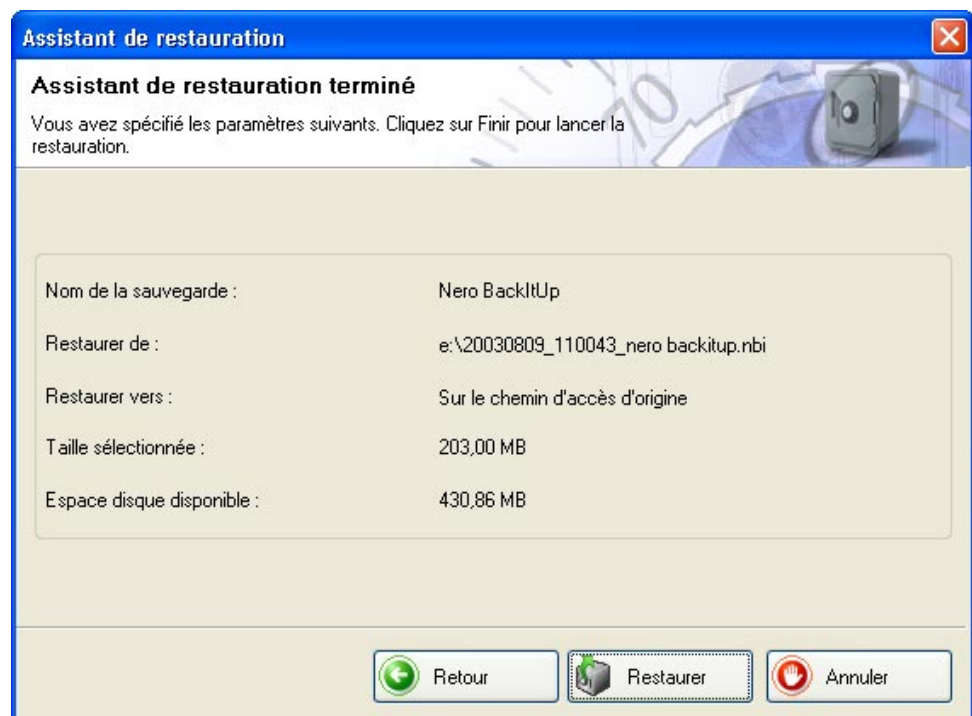 Assistant de restauration
Assistant de restauration terminé
Vous avez spécifié les paramètres suivants. Cliquez sur Finir pour lancer la
restauration.
70
Nom de la sauvegarde : Nero BackItUp
Restaurer de : e:\20030809_110043_nero backitup.nbi
Restaurer vers : Sur le chemin d'accès d'origine
Taille sélectionnée : 203,00 MB
Espace disque disponible : 430,86 MB
Retour Restaurer Annuler